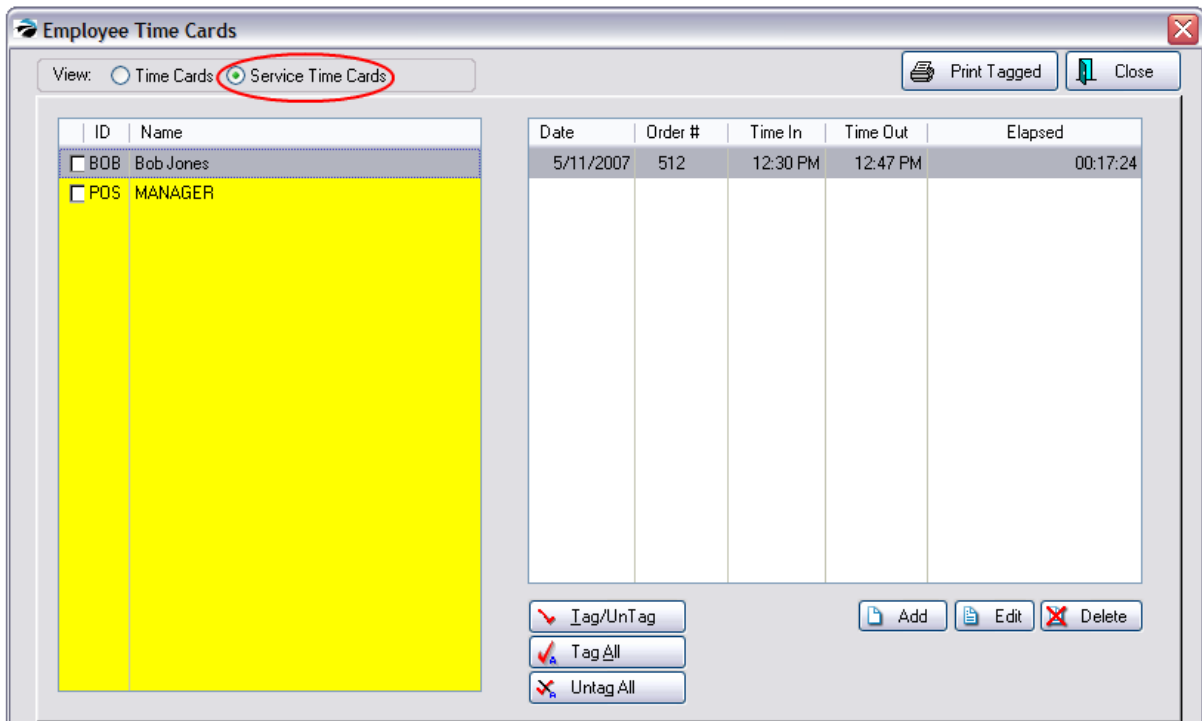 Employee Time Cards
View: Time Cards Service Time Cards Print Tagged Close
ID Name Date Order # Time In Time Out Elapsed
BOB Bob Jones 5/11/2007 512 12:30 PM 12:47 PM 00:17:24
POS MANAGER
Tag/UnTag Add Edit Delete
Tag All
Untag All